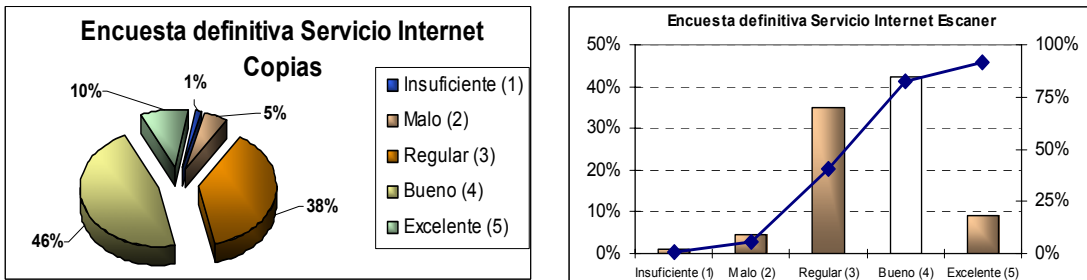 Encuesta definitiva Servicio Internet
Copias
10%
1%
5%
38%
46%
Insuficiente (1)
Malo (2)
Regular (3)
Bueno (4)
Excelente (5)
Encuesta definitiva Servicio Internet Escaner
50%
40%
30%
20%
10%
0%
100%
75%
50%
25%
0%
Insuficiente (1) Malo (2) Regular (3) Bueno (4) Excelente (5)